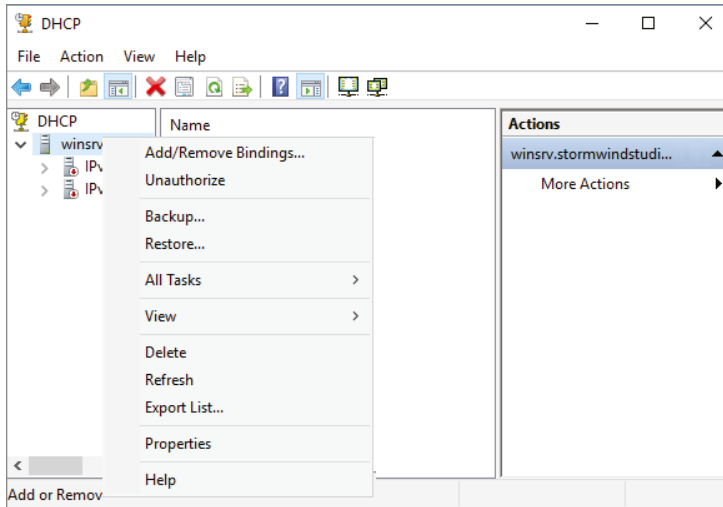 DHCP
File Action View Help
DHCP
winsrv
IPv
IPv
Name
Add/Remove Bindings...
Unauthorize
Backup...
Restore...
All Tasks
View
Delete
Refresh
Export List...
Properties
Help
Actions
winsrv.stormwindstudi...
More Actions
Add or Remov